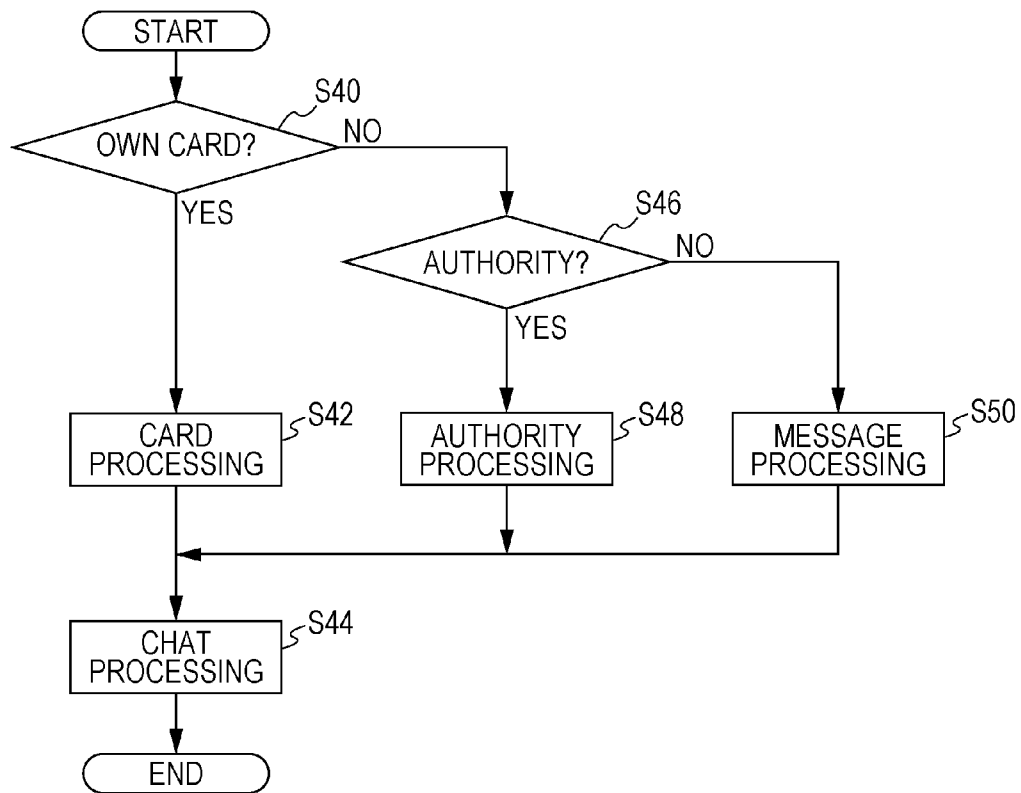 START
S40
OWN CARD?
NO
YES
S46
AUTHORITY?
NO
YES
S42
CARD
PROCESSING
S48
AUTHORITY
PROCESSING
S50
MESSAGE
PROCESSING
S44
CHAT
PROCESSING
END